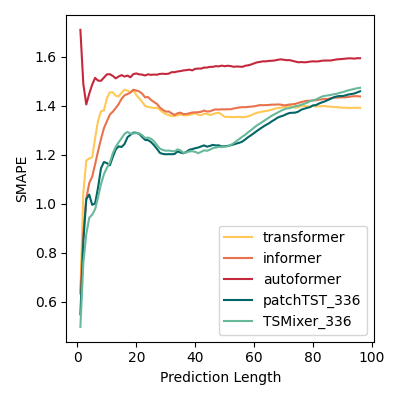 SMAPE
1.6
1.4
1.2
1.0
0.8
0.6
transformer
informer
autoformer
patchTST_336
TSMixer_336
0 20 40 60 80 100
Prediction Length